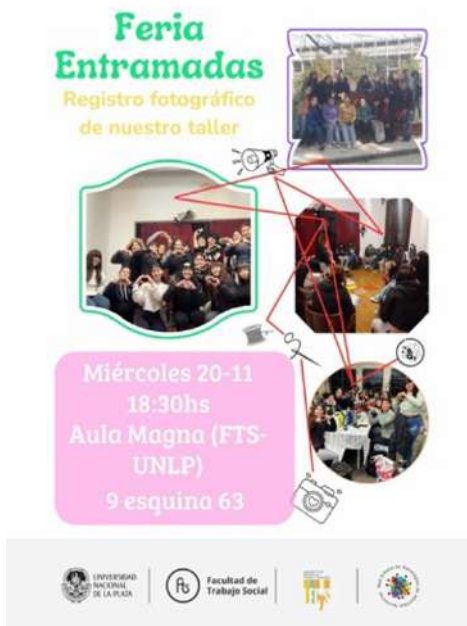 Feria
Entramadas
Registro fotográfico
de nuestro taller
Miércoles 20-11
18:30hs
Aula Magna (FTS-
UNLP)
9 esquina 63
UNIVERSIDAD
NACIONAL
DE LA PLATA
Facultad de
Trabajo Social